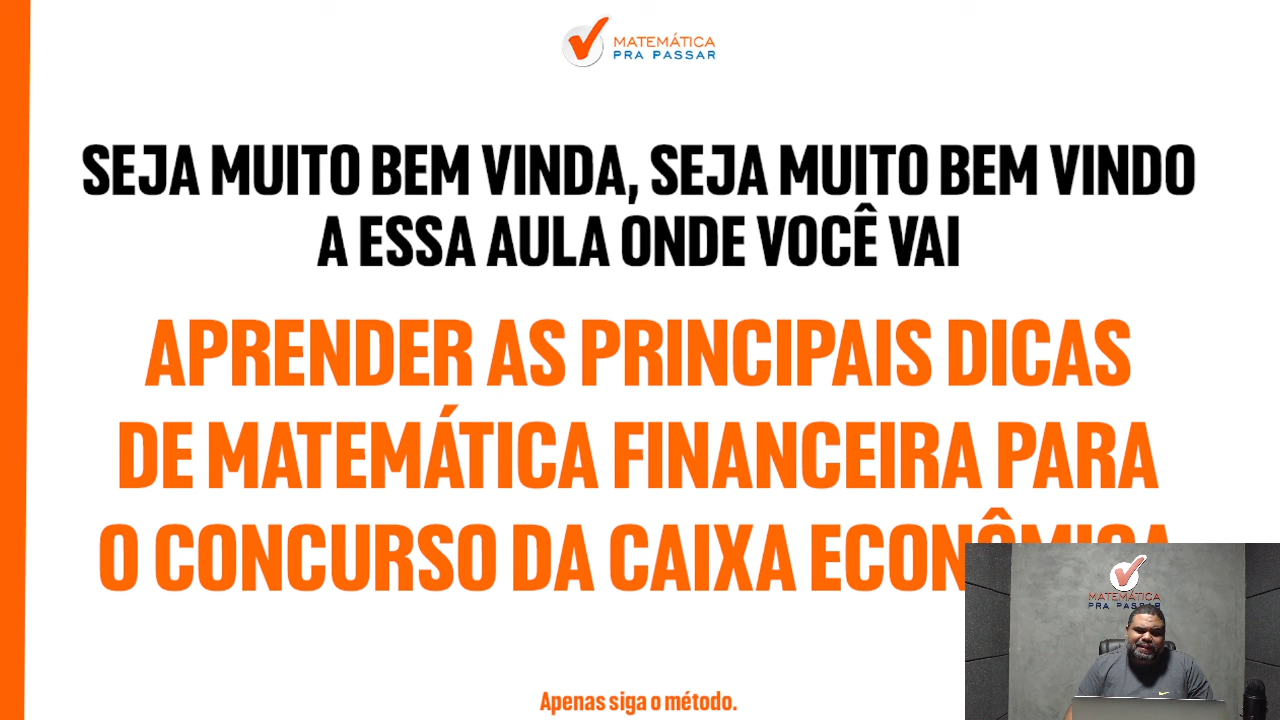 MATEMÁTICA
PRA PASSAR
SEJA MUITO BEM VINDA, SEJA MUITO BEM VINDO
A ESSA AULA ONDE VOCÊ VAI
APRENDER AS PRINCIPAIS DICAS
DE MATEMÁTICA FINANCEIRA PARA
O CONCURSO DA CAIXA ECONÔMICA
MATEMÁTICA
PRA PASSAR
Apenas siga o método.